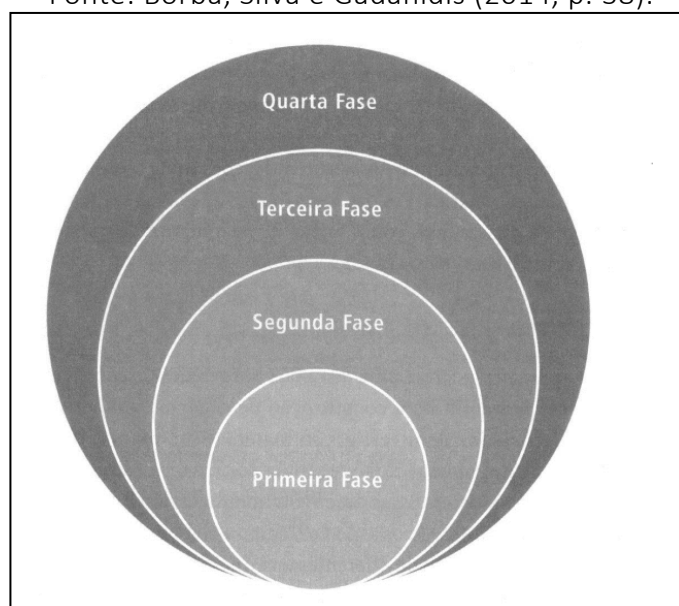 Fonte: Borba, Silva e Gadanidis (2014, p. 38).
Quarta Fase
Terceira Fase
Segunda Fase
Primeira Fase